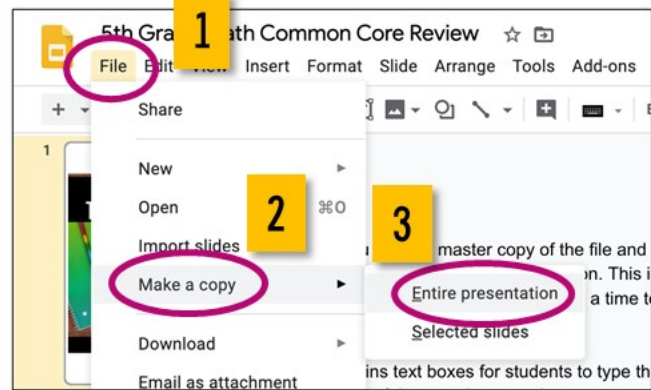 5th Gra 1 ath Common Core Review
File Edit View Insert Format Slide Arrange Tools Add-ons
Share
1
New
Open 2 ⌘O
Import slides
3 master copy of the file and
Make a copy
Entire presentation
on. This i
a time to
Selected slides
Download
ins text boxes for students to type th
Email as attachment